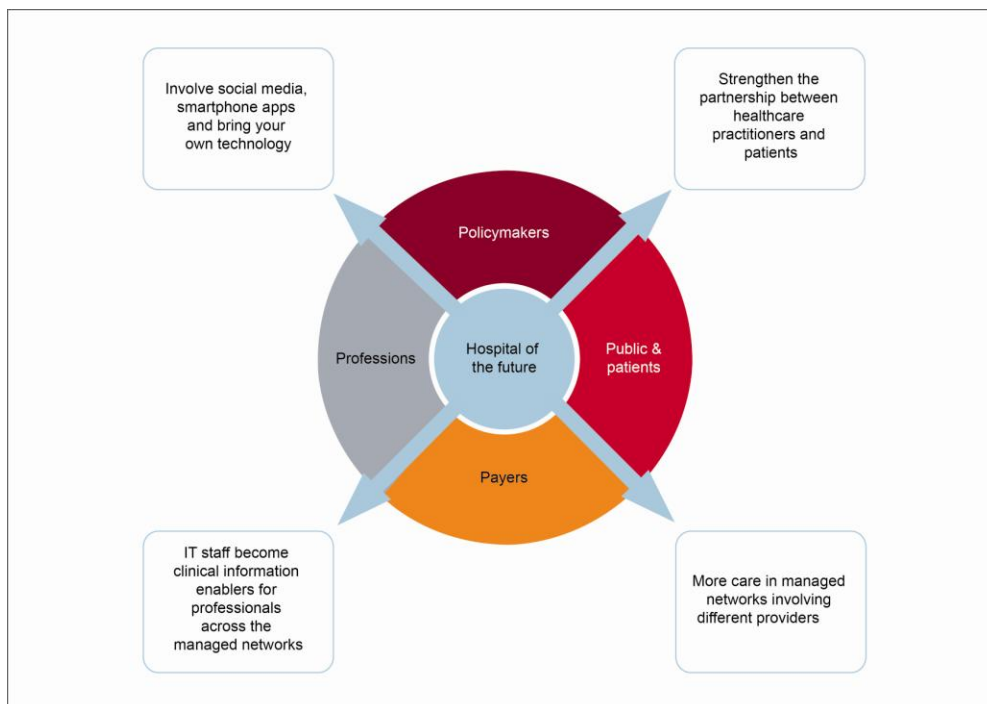 Involve social media,
smartphone apps
and bring your
own technology
Strengthen the
partnership between
healthcare
practitioners and
patients
Policymakers
Professions
Hospital of
the future
Public &
patients
Payers
IT staff become
clinical information
enablers for
professionals
across the
managed networks
More care in managed
networks involving
different providers